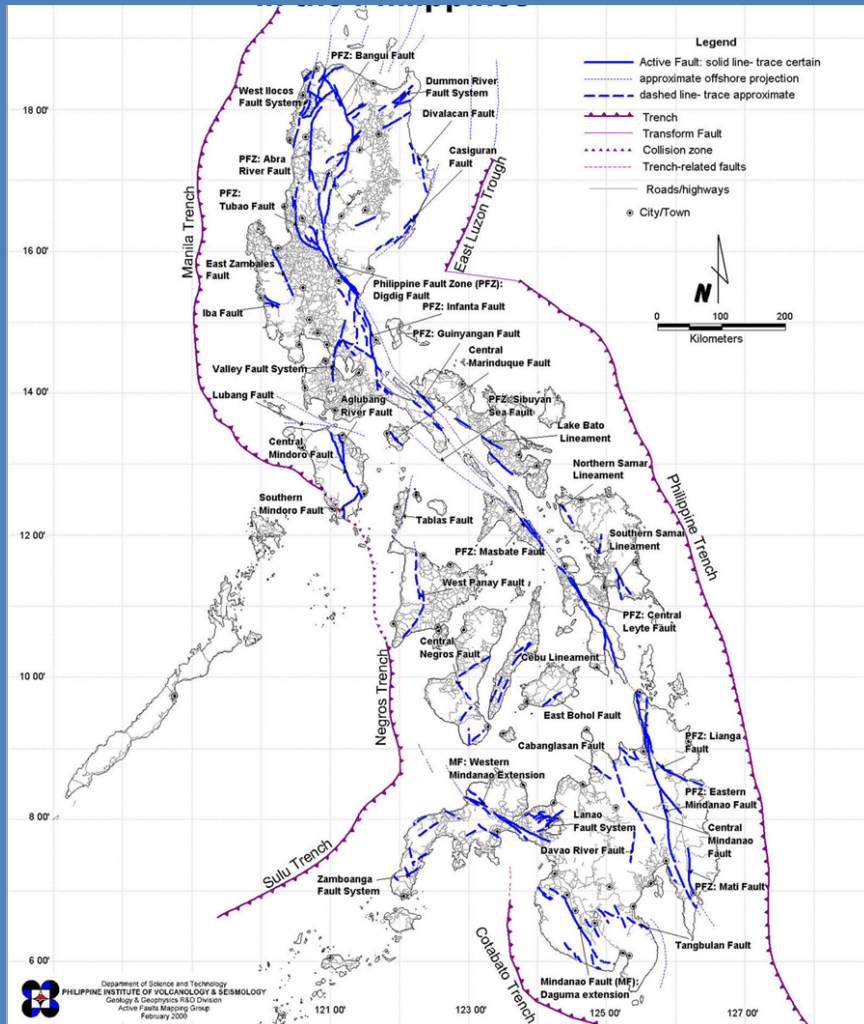 in the Philippines
Legend
Active Fault: solid line- trace certain
approximate offshore projection
dashed line- trace approximate
Trench
Transform Fault
Collision zone
Trench-related faults
Roads/highways
City/Town
N
0 100 200
Kilometers
PFZ: Bangui Fault
West Ilocos
Fault System
Dummon River
Fault System
Divalacan Fault
Casiguran
Fault
PFZ: Abra
River Fault
PFZ:
Tubao Fault
Manila Trench
East Luzon Trough
East Zambales
Fault
Iba Fault
Philippine Fault Zone (PFZ):
Digdig Fault
PFZ: Infanta Fault
PFZ: Guinyangan Fault
Central
Marinduque Fault
Valley Fault System
Lubang Fault
Aglubang
River Fault
PFZ: Sibuyan
Sea Fault
Lake Bato
Lineament
Central
Mindoro Fault
Northern Samar
Lineament
Southern
Mindoro Fault
Tablas Fault
Southern Samar
Lineament
Philippine Trench
PFZ: Masbate Fault
West Panay Fault
PFZ: Central
Leyte Fault
Central
Negros Fault
Cebu Lineament
Negros Trench
East Bohol Fault
Cabanglasan Fault
PFZ: Lianga
Fault
MF: Western
Mindanao Extension
PFZ: Eastern
Mindanao Fault
Lanao
Fault System
Central
Mindanao
Fault
Davao River Fault
Sulu Trench
Zamboanga
Fault System
PFZ: Mati Fault
Cotabato Trench
Tangbulan Fault
Mindanao Fault (MF):
Daguma extension
18 00'
16 00'
14 00'
12 00'
10 00'
8 00'
6 00'
121 00'
123 00'
125 00'
127 00'
Department of Science and Technology
PHILIPPINE INSTITUTE OF VOLCANOLOGY & SEISMOLOGY
Geology & Geophysics R&D Division
Active Faults Mapping Group
February 2000